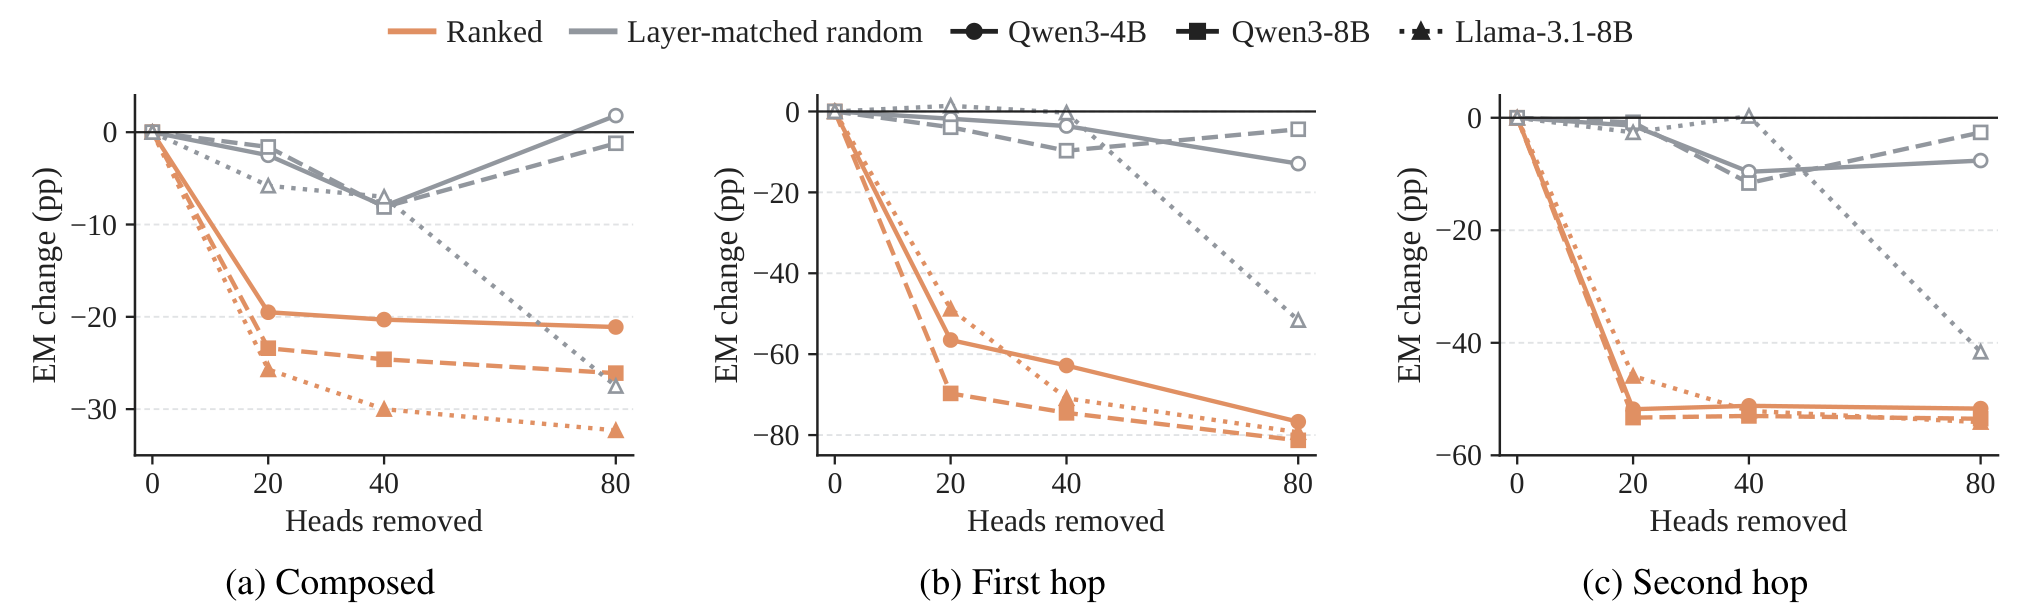 Ranked Layer-matched random Qwen3-4B Qwen3-8B Llama-3.1-8B
EM change (pp)
0
−10
−20
−30
0 20 40 80
Heads removed
(a) Composed
EM change (pp)
0
−20
−40
−60
−80
0 20 40 80
Heads removed
(b) First hop
EM change (pp)
0
−20
−40
−60
0 20 40 80
Heads removed
(c) Second hop